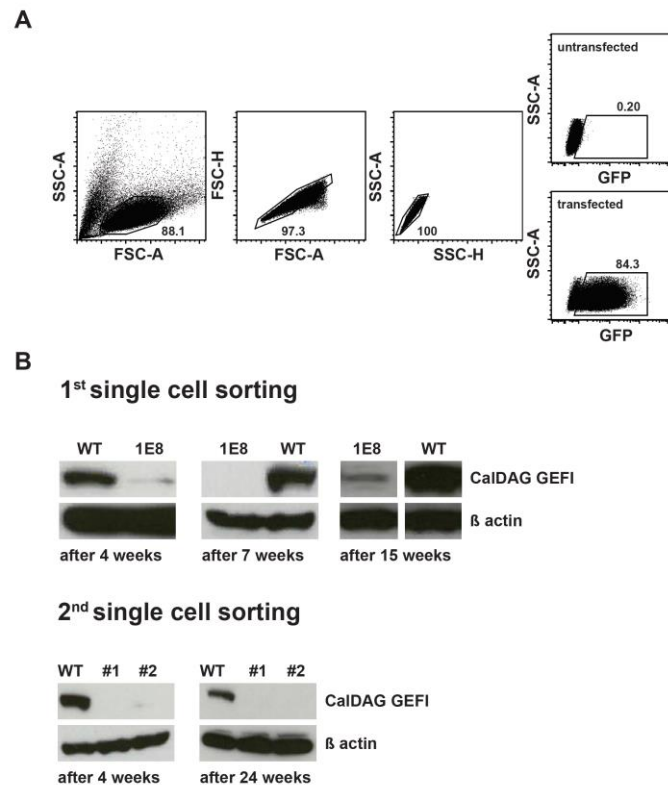 A
SSC-A
FSC-A
88.1
FSC-H
FSC-A
97.3
SSC-A
SSC-H
100
untransfected
0.20
SSC-A
GFP
transfected
84.3
SSC-A
GFP
B
1st single cell sorting
WT 1E8
1E8 WT
1E8 WT
CalDAG GEFI
ß actin
after 4 weeks
after 7 weeks
after 15 weeks
2nd single cell sorting
WT #1 #2
WT #1 #2
CalDAG GEFI
ß actin
after 4 weeks
after 24 weeks